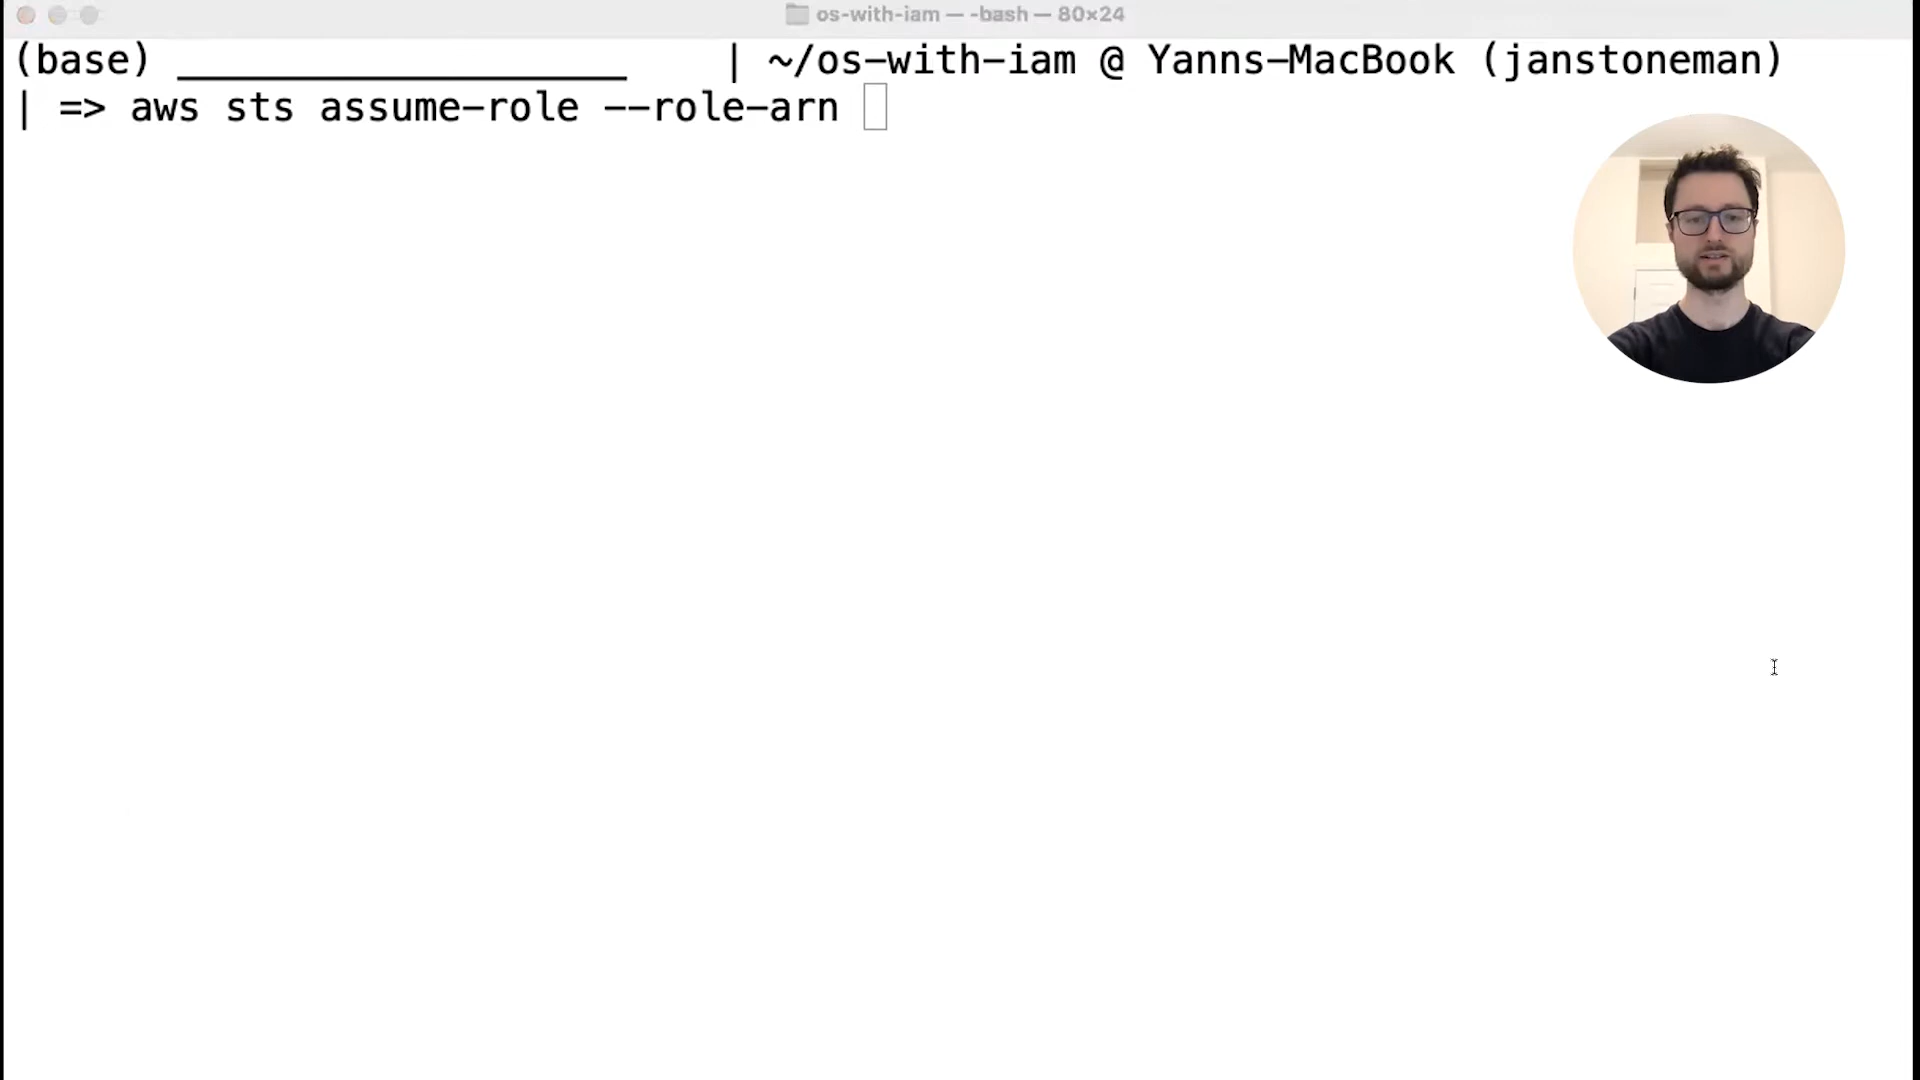 os-with-iam — -bash — 80×24
(base) ___________________ | ~/os-with-iam @ Yanns-MacBook (janstoneman)
| => aws sts assume-role --role-arn